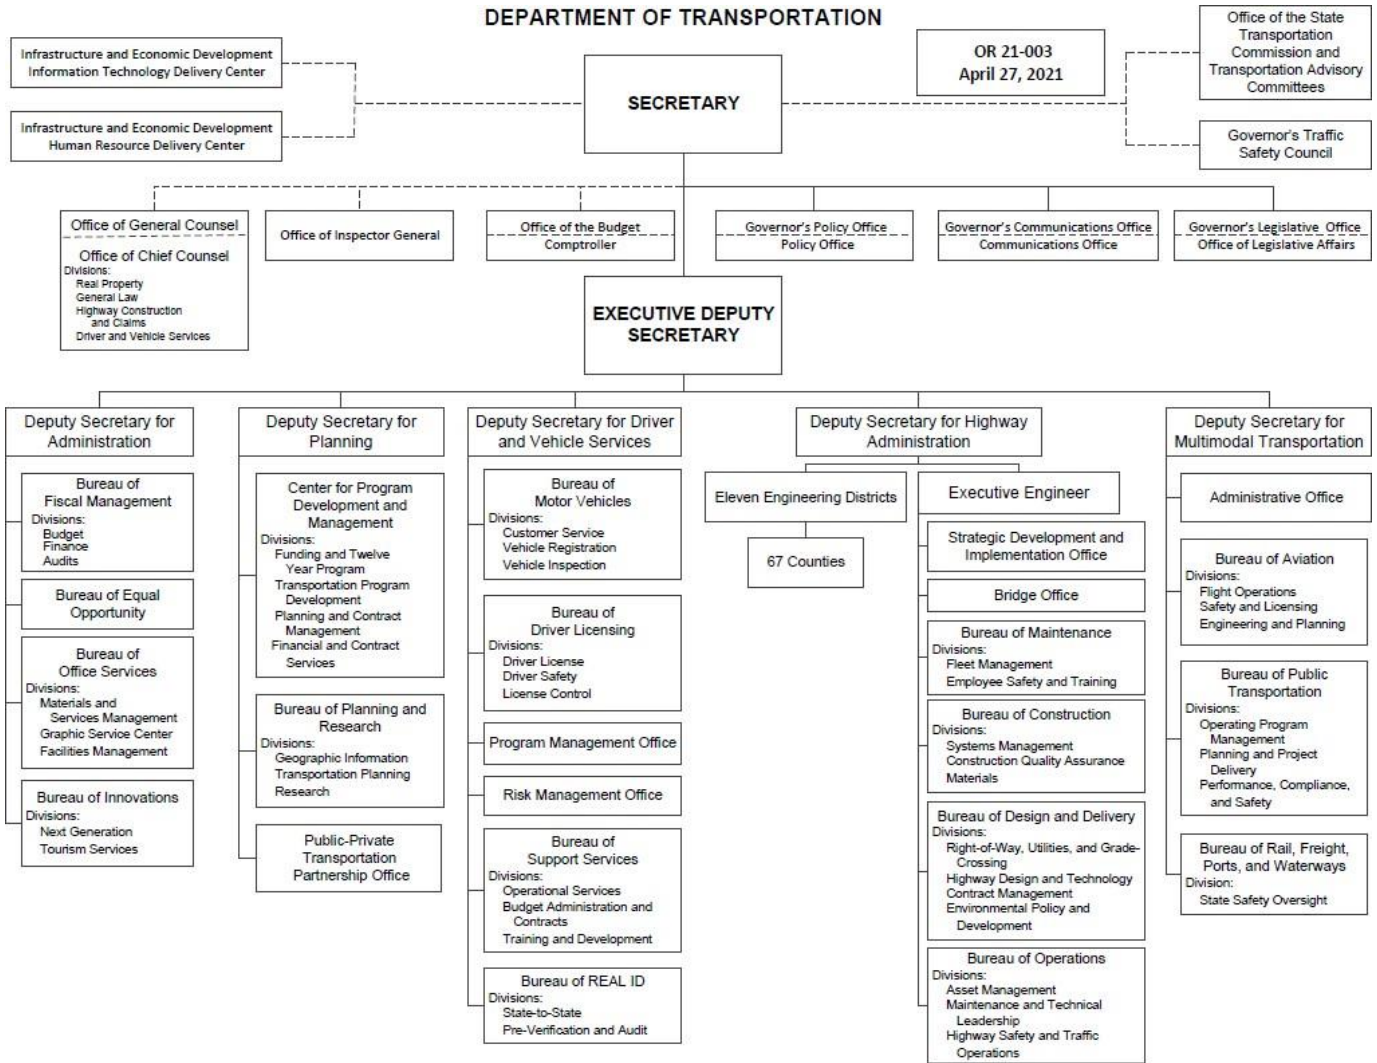 DEPARTMENT OF TRANSPORTATION
Infrastructure and Economic Development
Information Technology Delivery Center
Infrastructure and Economic Development
Human Resource Delivery Center
SECRETARY
OR 21-003
April 27, 2021
Office of the State
Transportation
Commission and
Transportation Advisory
Committees
Governor's Traffic
Safety Council
Office of General Counsel
Office of Chief Counsel
Divisions:
Real Property
General Law
Highway Construction
and Claims
Driver and Vehicle Services
Office of Inspector General
Office of the Budget
Comptroller
Governor's Policy Office
Policy Office
Governor's Communications Office
Communications Office
Governor's Legislative Office
Office of Legislative Affairs
EXECUTIVE DEPUTY
SECRETARY
Deputy Secretary for
Administration
Bureau of
Fiscal Management
Divisions:
Budget
Finance
Audits
Bureau of Equal
Opportunity
Bureau of
Office Services
Divisions:
Materials and
Services Management
Graphic Service Center
Facilities Management
Bureau of Innovations
Divisions:
Next Generation
Tourism Services
Deputy Secretary for
Planning
Center for Program
Development and
Management
Divisions:
Funding and Twelve
Year Program
Transportation Program
Development
Planning and Contract
Management
Financial and Contract
Services
Bureau of Planning and
Research
Divisions:
Geographic Information
Transportation Planning
Research
Public-Private
Transportation
Partnership Office
Deputy Secretary for Driver
and Vehicle Services
Bureau of
Motor Vehicles
Divisions:
Customer Service
Vehicle Registration
Vehicle Inspection
Bureau of
Driver Licensing
Divisions:
Driver License
Driver Safety
License Control
Program Management Office
Risk Management Office
Bureau of
Support Services
Divisions:
Operational Services
Budget Administration and
Contracts
Training and Development
Bureau of REAL ID
Divisions:
State-to-State
Pre-Verification and Audit
Deputy Secretary for Highway
Administration
Eleven Engineering Districts
67 Counties
Executive Engineer
Strategic Development and
Implementation Office
Bridge Office
Bureau of Maintenance
Divisions:
Fleet Management
Employee Safety and Training
Bureau of Construction
Divisions:
Systems Management
Construction Quality Assurance
Materials
Bureau of Design and Delivery
Divisions:
Right-of-Way, Utilities, and Grade-
Crossing
Highway Design and Technology
Contract Management
Environmental Policy and
Development
Bureau of Operations
Divisions:
Asset Management
Maintenance and Technical
Leadership
Highway Safety and Traffic
Operations
Deputy Secretary for
Multimodal Transportation
Administrative Office
Bureau of Aviation
Divisions:
Flight Operations
Safety and Licensing
Engineering and Planning
Bureau of Public
Transportation
Divisions:
Operating Program
Management
Planning and Project
Delivery
Performance, Compliance,
and Safety
Bureau of Rail, Freight,
Ports, and Waterways
Division:
State Safety Oversight